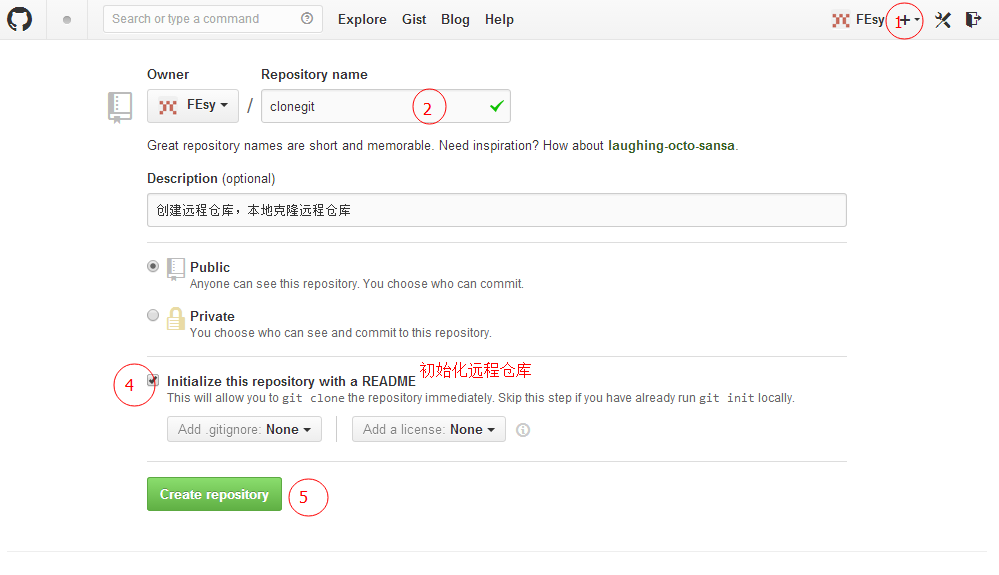 Search or type a command
Explore Gist Blog Help
FEsy 1 +
Owner Repository name
FEsy / clonegit 2
Great repository names are short and memorable. Need inspiration? How about laughing-octo-sansa.
Description (optional)
创建远程仓库，本地克隆远程仓库
Public
Anyone can see this repository. You choose who can commit.
Private
You choose who can see and commit to this repository.
4 Initialize this repository with a README 初始化远程仓库
This will allow you to git clone the repository immediately. Skip this step if you have already run git init locally.
Add .gitignore: None Add a license: None
Create repository 5